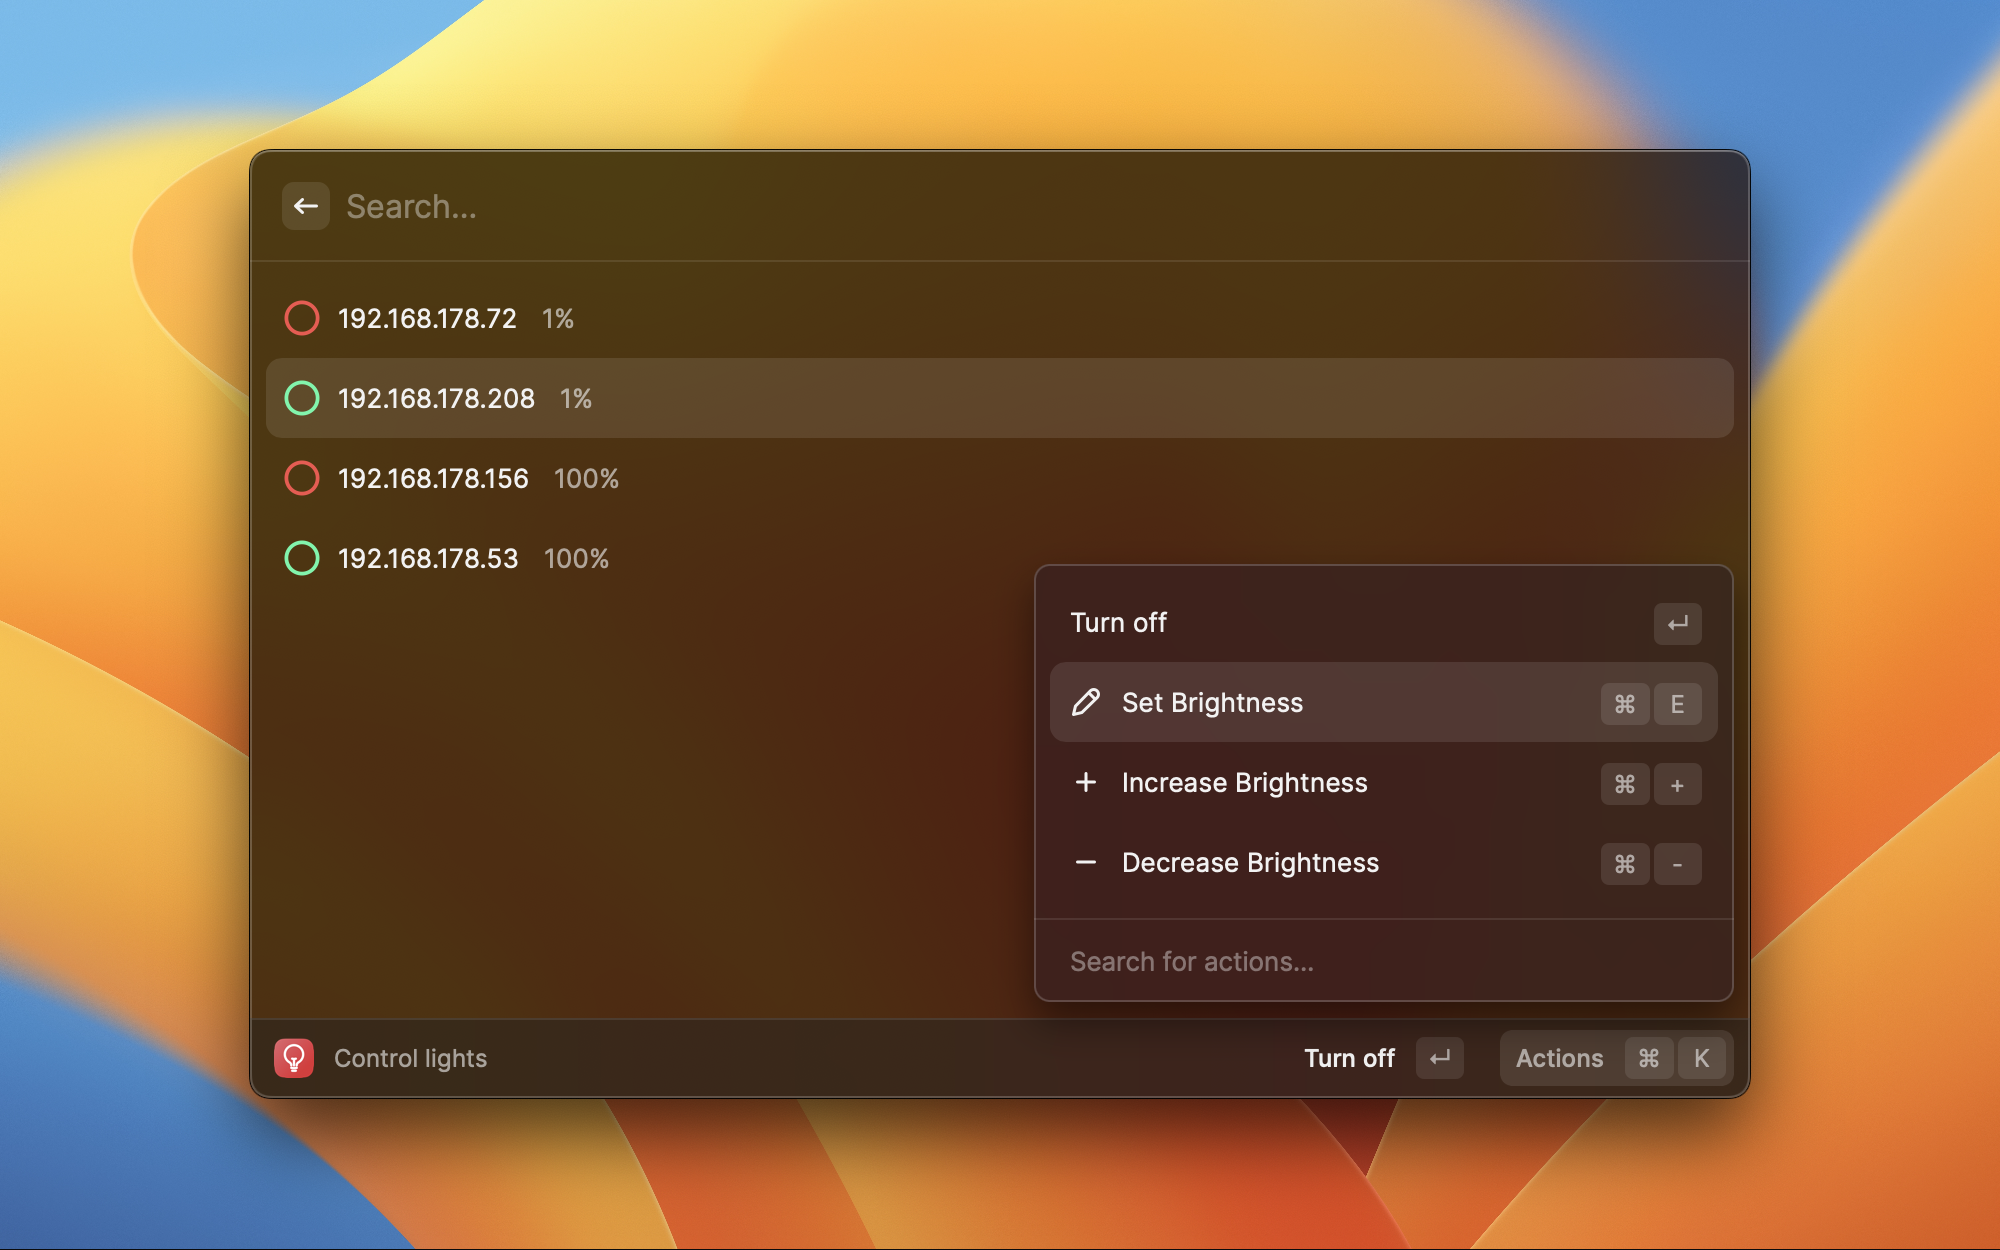 Search...
192.168.178.72 1%
192.168.178.208 1%
192.168.178.156 100%
192.168.178.53 100%
Turn off ↵
Set Brightness ⌘ E
+ Increase Brightness ⌘ +
− Decrease Brightness ⌘ -
Search for actions...
Control lights Turn off ↵ Actions ⌘ K